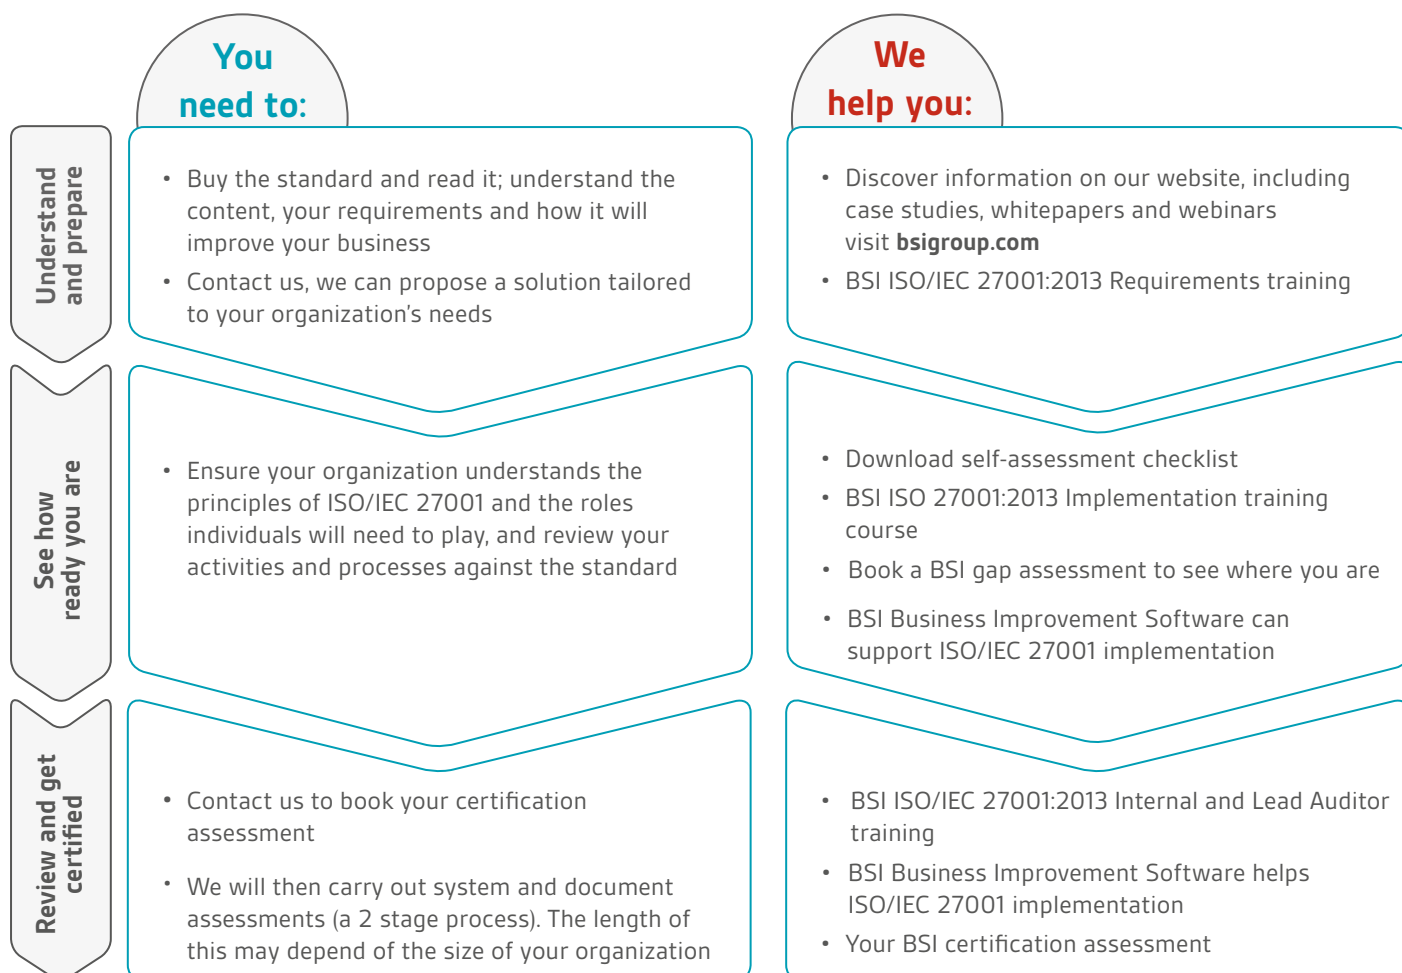 You
need to:
We
help you:
Understand
and prepare
• Buy the standard and read it; understand the
content, your requirements and how it will
improve your business
• Contact us, we can propose a solution tailored
to your organization's needs
• Discover information on our website, including
case studies, whitepapers and webinars
visit bsigroup.com
• BSI ISO/IEC 27001:2013 Requirements training
See how
ready you are
• Ensure your organization understands the
principles of ISO/IEC 27001 and the roles
individuals will need to play, and review your
activities and processes against the standard
• Download self-assessment checklist
• BSI ISO 27001:2013 Implementation training
course
• Book a BSI gap assessment to see where you are
• BSI Business Improvement Software can
support ISO/IEC 27001 implementation
Review and get
certified
• Contact us to book your certification
assessment
• We will then carry out system and document
assessments (a 2 stage process). The length of
this may depend of the size of your organization
• BSI ISO/IEC 27001:2013 Internal and Lead Auditor
training
• BSI Business Improvement Software helps
ISO/IEC 27001 implementation
• Your BSI certification assessment